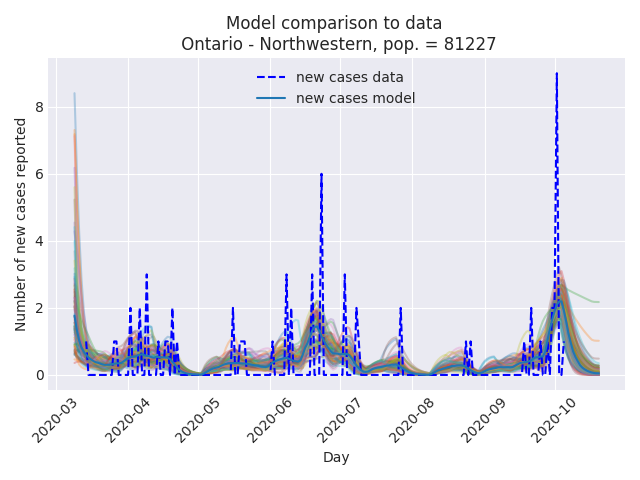 Model comparison to data
Ontario - Northwestern, pop. = 81227
new cases data
new cases model
Number of new cases reported
8
6
4
2
0
2020-03
2020-04
2020-05
2020-06
2020-07
2020-08
2020-09
2020-10
Day